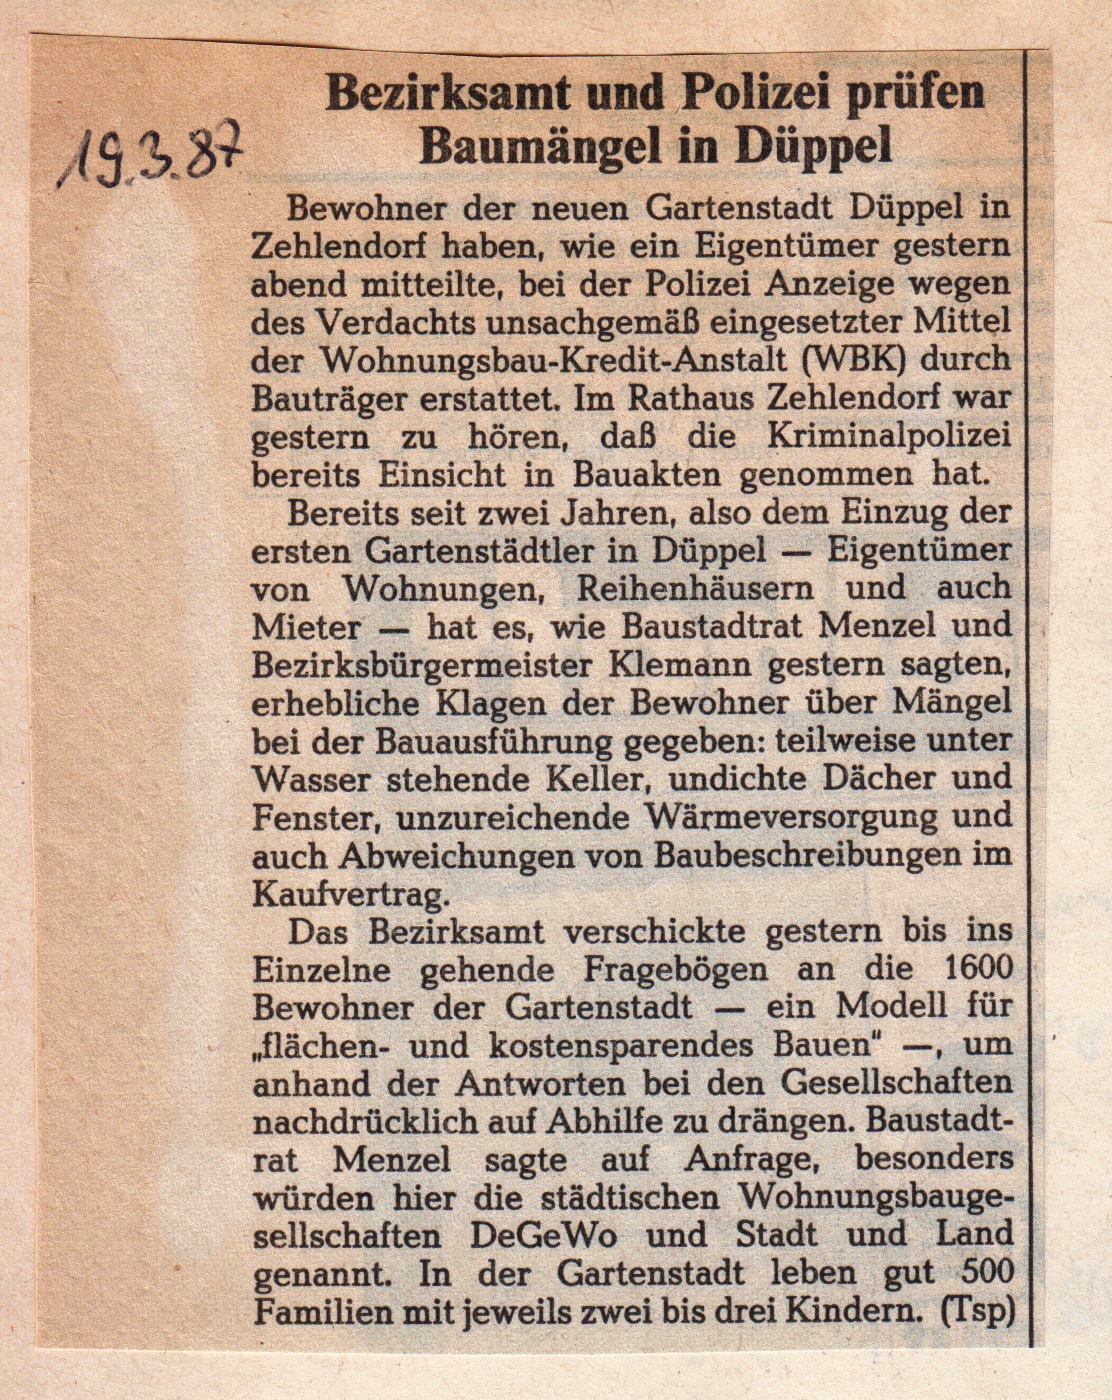 Bezirksamt und Polizei prüfen
Baumängel in Düppel
19.3.87
Bewohner der neuen Gartenstadt Düppel in
Zehlendorf haben, wie ein Eigentümer gestern
abend mitteilte, bei der Polizei Anzeige wegen
des Verdachts unsachgemäß eingesetzter Mittel
der Wohnungsbau-Kredit-Anstalt (WBK) durch
Bauträger erstattet. Im Rathaus Zehlendorf war
gestern zu hören, daß die Kriminalpolizei
bereits Einsicht in Bauakten genommen hat.
Bereits seit zwei Jahren, also dem Einzug der
ersten Gartenstädtler in Düppel — Eigentümer
von Wohnungen, Reihenhäusern und auch
Mieter — hat es, wie Baustadtrat Menzel und
Bezirksbürgermeister Klemann gestern sagten,
erhebliche Klagen der Bewohner über Mängel
bei der Bauausführung gegeben: teilweise unter
Wasser stehende Keller, undichte Dächer und
Fenster, unzureichende Wärmeversorgung und
auch Abweichungen von Baubeschreibungen im
Kaufvertrag.
Das Bezirksamt verschickte gestern bis ins
Einzelne gehende Fragebögen an die 1600
Bewohner der Gartenstadt — ein Modell für
„flächen- und kostensparendes Bauen" —, um
anhand der Antworten bei den Gesellschaften
nachdrücklich auf Abhilfe zu drängen. Baustadt-
rat Menzel sagte auf Anfrage, besonders
würden hier die städtischen Wohnungsbauge-
sellschaften DeGeWo und Stadt und Land
genannt. In der Gartenstadt leben gut 500
Familien mit jeweils zwei bis drei Kindern. (Tsp)